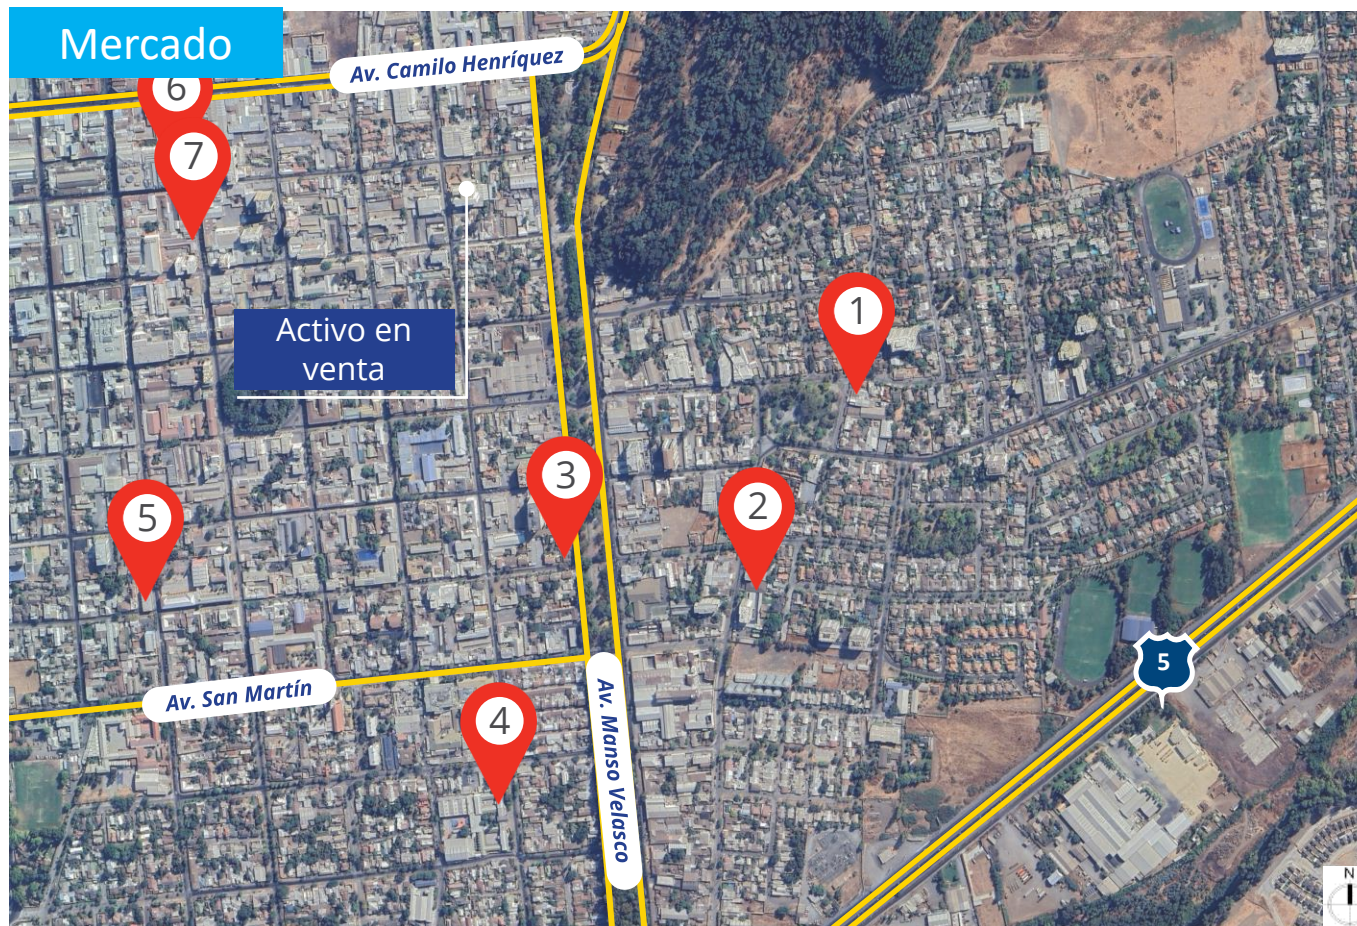 Mercado
Av. Camilo Henríquez
6
7
1
Activo en
venta
3
2
5
5
Av. San Martín
4
Av. Manso Velasco
N